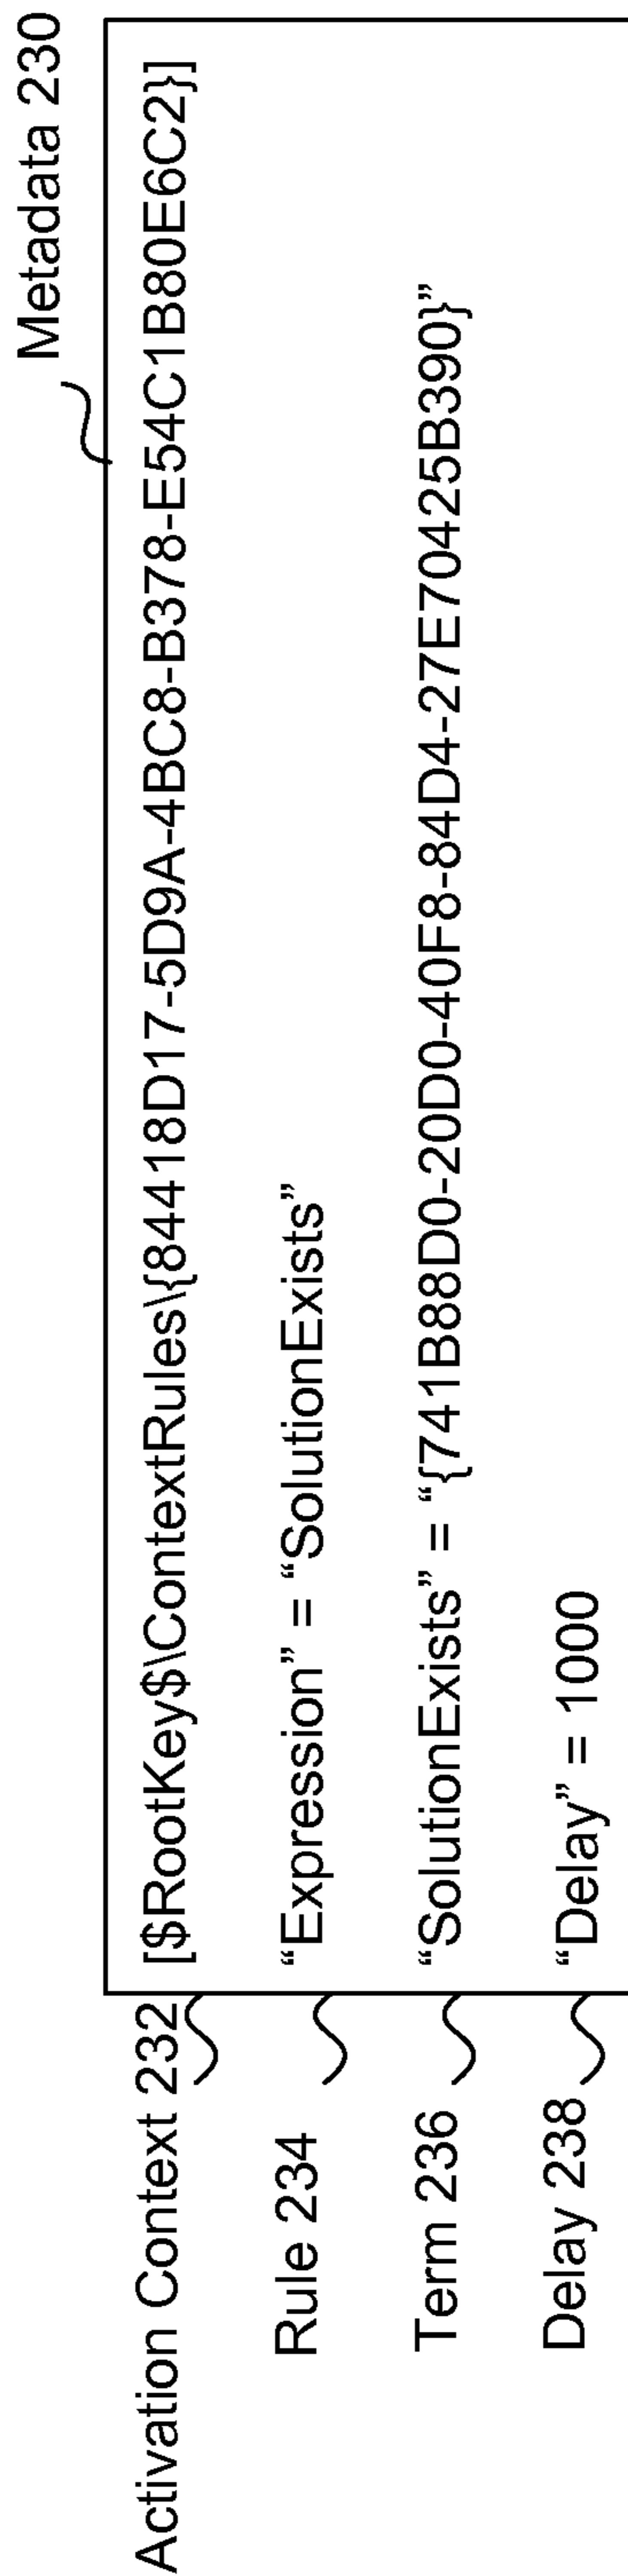 Metadata 230
Activation Context 232
[$RootKey$\ContextRules\{84418D17-5D9A-4BC8-B378-E54C1B80E6C2}]
Rule 234
“Expression” = “SolutionExists”
Term 236
“SolutionExists” = “{741B88D0-20D0-40F8-84D4-27E70425B390}”
Delay 238
“Delay” = 1000